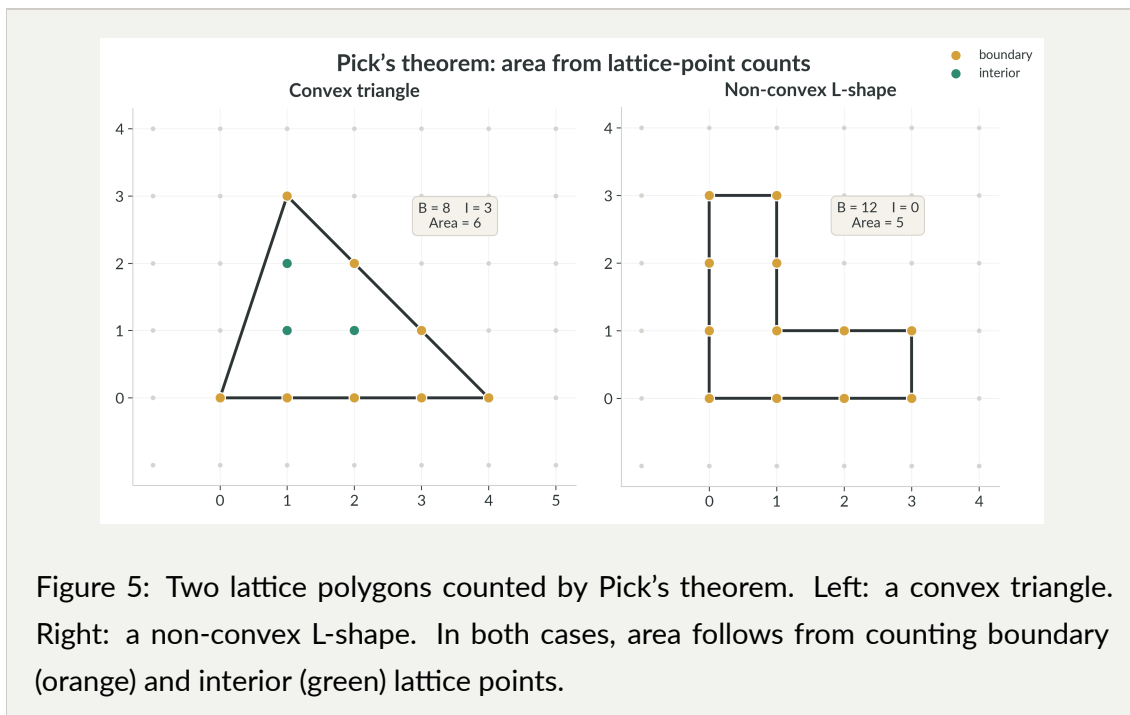 Pick’s theorem: area from lattice-point counts
boundary
interior
Convex triangle
4
3
2
1
0
B = 8 I = 3
Area = 6
0 1 2 3 4 5
Non-convex L-shape
4
3
2
1
0
B = 12 I = 0
Area = 5
0 1 2 3 4
Figure 5: Two lattice polygons counted by Pick’s theorem. Left: a convex triangle.
Right: a non-convex L-shape. In both cases, area follows from counting boundary
(orange) and interior (green) lattice points.